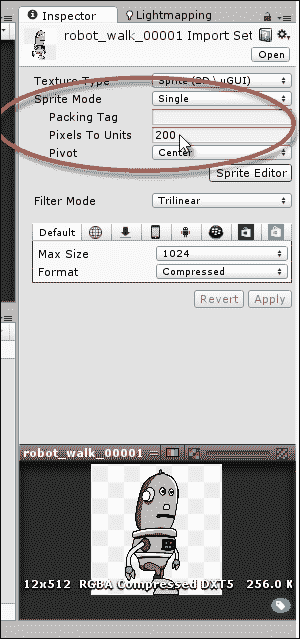 Inspector Lightmapping
robot_walk_00001 Import Set
Open
Texture Type Sprite (2D \ uGUI)
Sprite Mode Single
Packing Tag
Pixels To Units 200
Pivot Center
Sprite Editor
Filter Mode Trilinear
Default
Max Size 1024
Format Compressed
Revert Apply
robot_walk_00001
12x512 RGBA Compressed DXT5 256.0 K